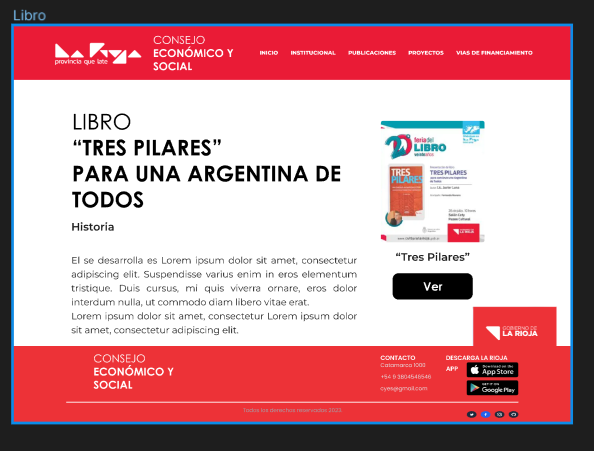 Libro
LA RIOJA
provincia que late
CONSEJO
ECONÓMICO Y
SOCIAL
INICIO
INSTITUCIONAL
PUBLICACIONES
PROYECTOS
VIAS DE FINANCIAMIENTO
LIBRO
“TRES PILARES”
PARA UNA ARGENTINA DE
TODOS
Historia
El se desarrolla es Lorem ipsum dolor sit amet, consectetur
adipiscing elit. Suspendisse varius enim in eros elementum
tristique. Duis cursus, mi quis viverra ornare, eros dolor
interdum nulla, ut commodo diam libero vitae erat.
Lorem ipsum dolor sit amet, consectetur Lorem ipsum dolor
sit amet, consectetur adipiscing elit.
feria del
LIBRO
TRES
PILARES
TRES PILARES
“Tres Pilares”
Ver
GOBIERNO DE
LA RIOJA
CONSEJO
ECONÓMICO Y
SOCIAL
CONTACTO
Catamarca 1000
+54 9 3804546546
cyes@gmail.com
DESCARGA LA RIOJA
APP
Download on the
App Store
GET IT ON
Google Play
Todos los derechos reservados 2023